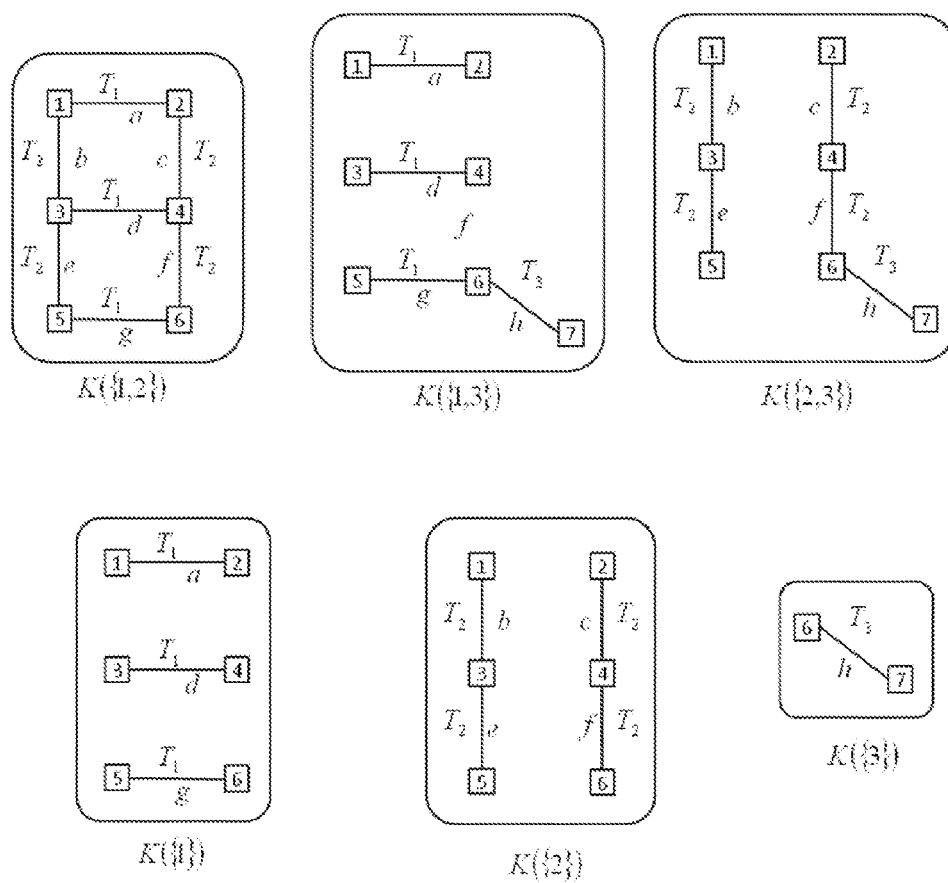 1 T₁ a 2
T₂ b c T₂
3 T₁ d 4
T₂ e f T₂
5 T₁ g 6
K({1,2})
1 T₁ a 2
3 T₁ d 4
f
5 T₁ g 6 T₃
h 7
K({1,3})
1 2
T₂ b c T₂
3 4
T₂ e f T₂
5 6 T₃
h 7
K({2,3})
1 T₁ a 2
3 T₁ d 4
5 T₁ g 6
K({1})
1 2
T₂ b c T₂
3 4
T₂ e f T₂
5 6
K({2})
6 T₃
h 7
K({3})